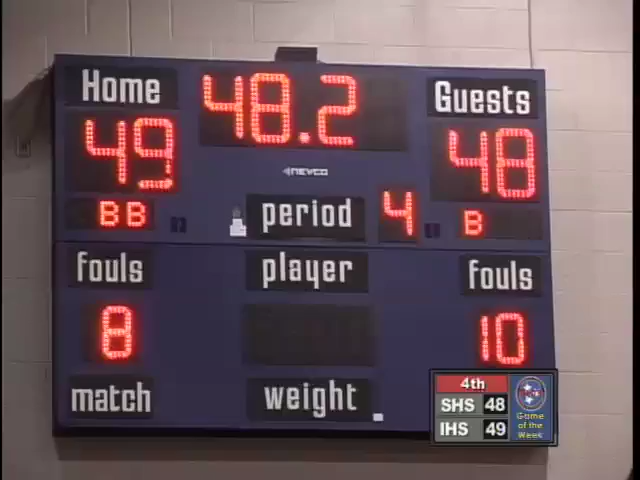 Home 48.2 Guests
49 48
NEVCO
BB period 4 B
fouls player fouls
8 10
match weight
4th
SHS 48
IHS 49
Game
of the
Week